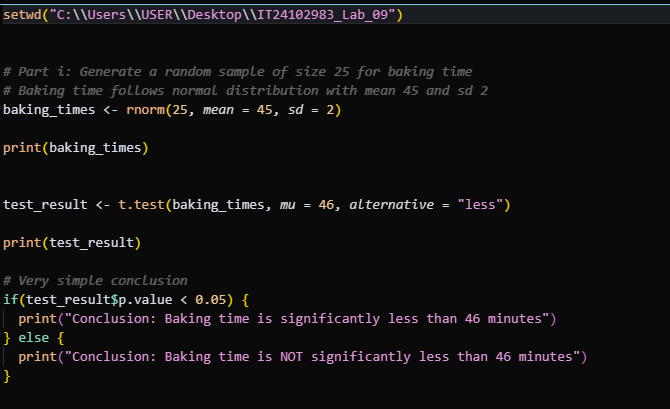 setwd("C:\\Users\\USER\\Desktop\\IT24102983_Lab_09")
# Part i: Generate a random sample of size 25 for baking time
# Baking time follows normal distribution with mean 45 and sd 2
baking_times <- rnorm(25, mean = 45, sd = 2)
print(baking_times)
test_result <- t.test(baking_times, mu = 46, alternative = "less")
print(test_result)
# Very simple conclusion
if(test_result$p.value < 0.05) {
  print("Conclusion: Baking time is significantly less than 46 minutes")
} else {
  print("Conclusion: Baking time is NOT significantly less than 46 minutes")
}